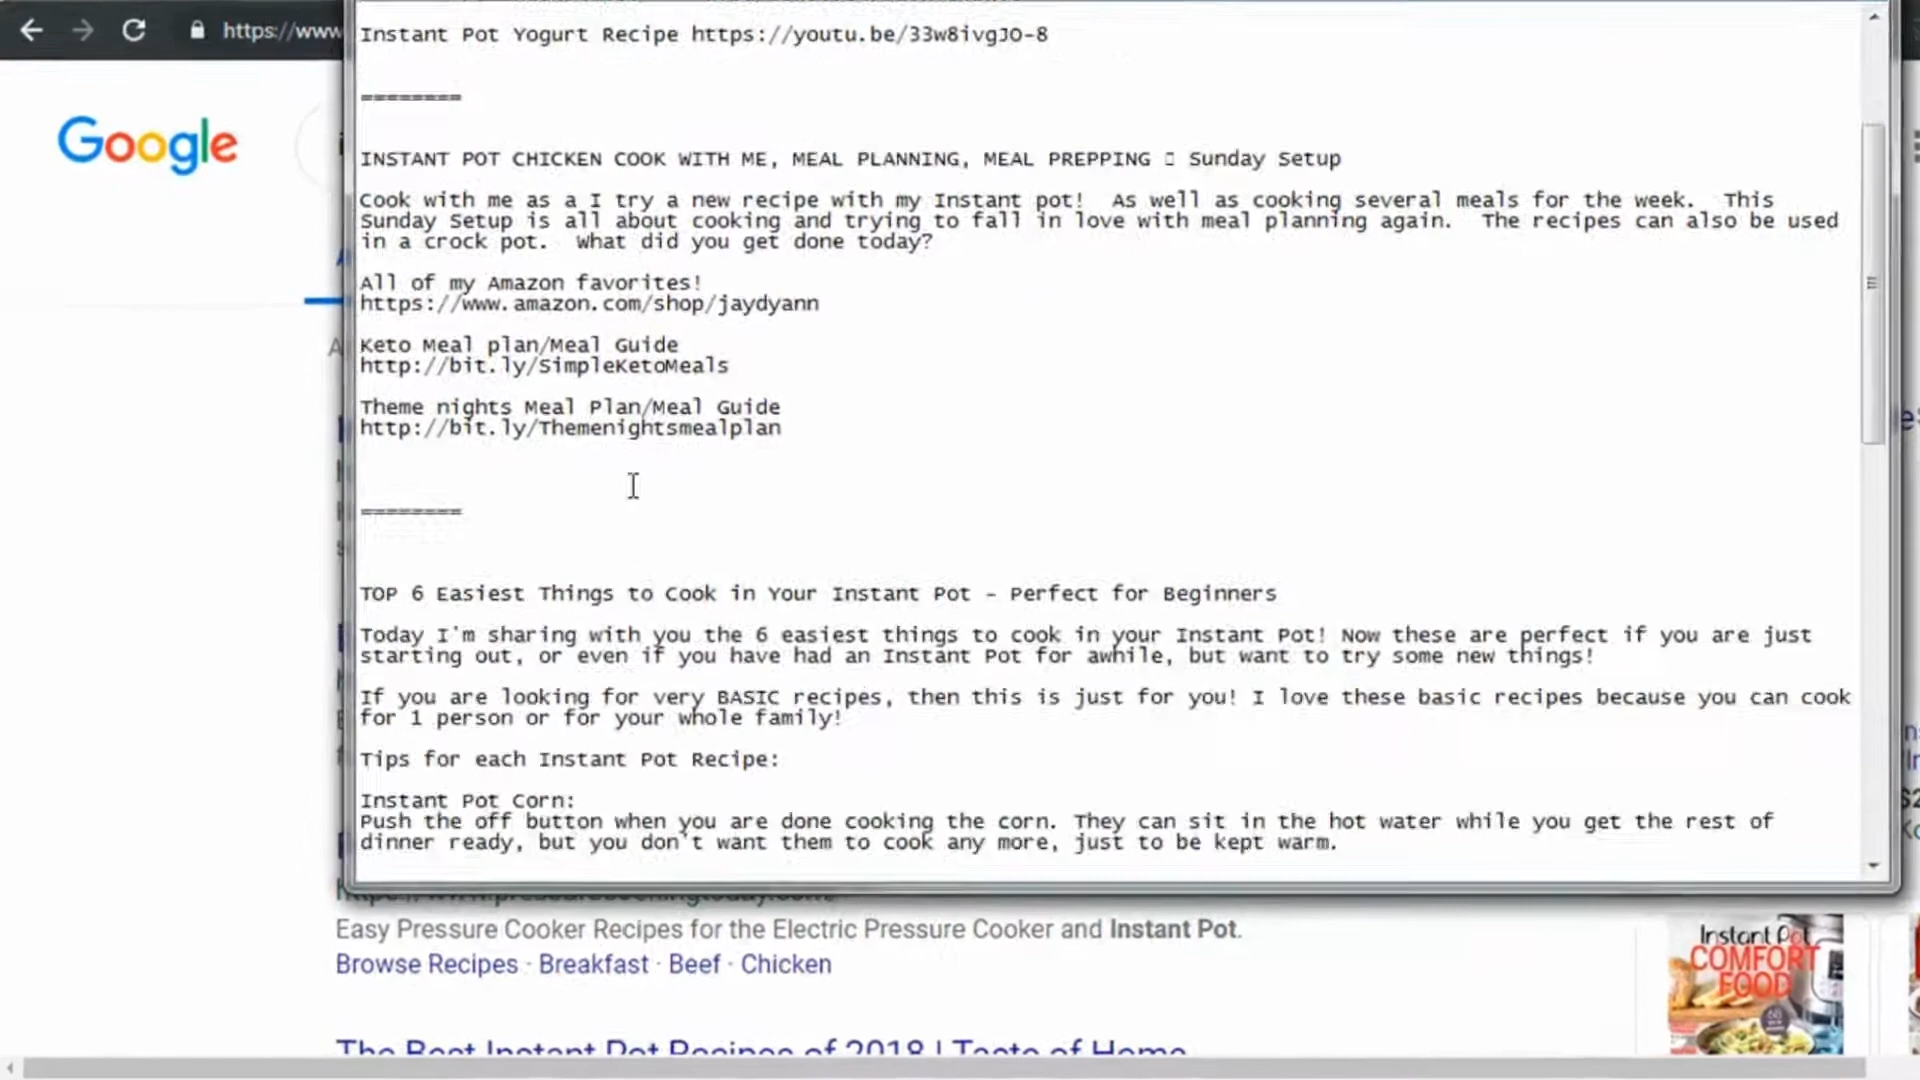 https://www
Instant Pot Yogurt Recipe https://youtu.be/33w8ivgJO-8
========
Google
INSTANT POT CHICKEN COOK WITH ME, MEAL PLANNING, MEAL PREPPING Sunday Setup
Cook with me as a I try a new recipe with my Instant pot!  As well as cooking several meals for the week.  This
Sunday Setup is all about cooking and trying to fall in love with meal planning again.  The recipes can also be used
in a crock pot.  What did you get done today?
All of my Amazon favorites!
https://www.amazon.com/shop/jaydyann
Keto Meal plan/Meal Guide
http://bit.ly/SimpleKetoMeals
Theme nights Meal Plan/Meal Guide
http://bit.ly/Themenightsmealplan
========
TOP 6 Easiest Things to Cook in Your Instant Pot - Perfect for Beginners
Today I'm sharing with you the 6 easiest things to cook in your Instant Pot! Now these are perfect if you are just
starting out, or even if you have had an Instant Pot for awhile, but want to try some new things!
If you are looking for very BASIC recipes, then this is just for you! I love these basic recipes because you can cook
for 1 person or for your whole family!
Tips for each Instant Pot Recipe:
Instant Pot Corn:
Push the off button when you are done cooking the corn. They can sit in the hot water while you get the rest of
dinner ready, but you don't want them to cook any more, just to be kept warm.
Easy Pressure Cooker Recipes for the Electric Pressure Cooker and Instant Pot.
Browse Recipes · Breakfast · Beef · Chicken
The Best Instant Pot Recipes of 2018 | Taste of Home
Instant Pot
COMFORT
FOOD